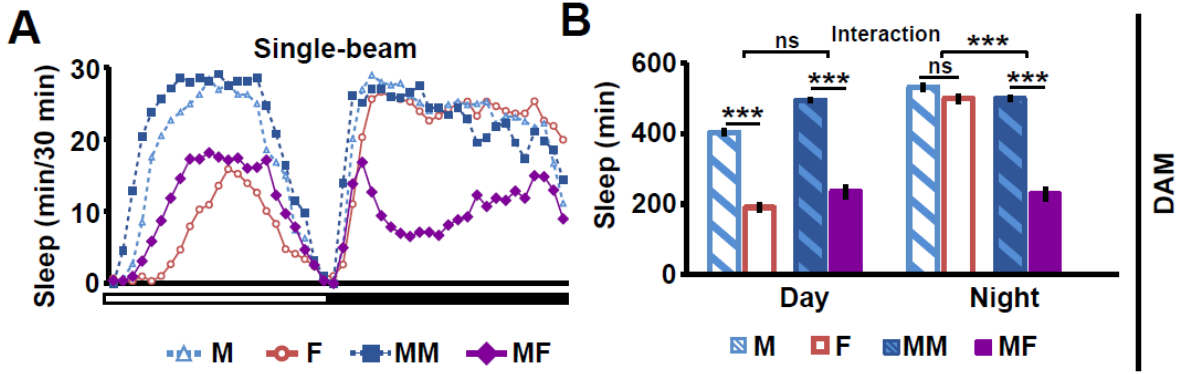 A
Single-beam
Sleep (min/30 min)
30
20
10
0
M F MM MF
B
Interaction
ns ***
Sleep (min)
600
400
200
0
*** *** ns ***
Day Night
M F MM MF
DAM